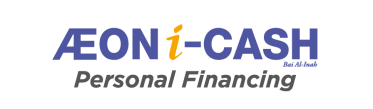 ÆON i-CASH
Bai Al-Inah
Personal Financing